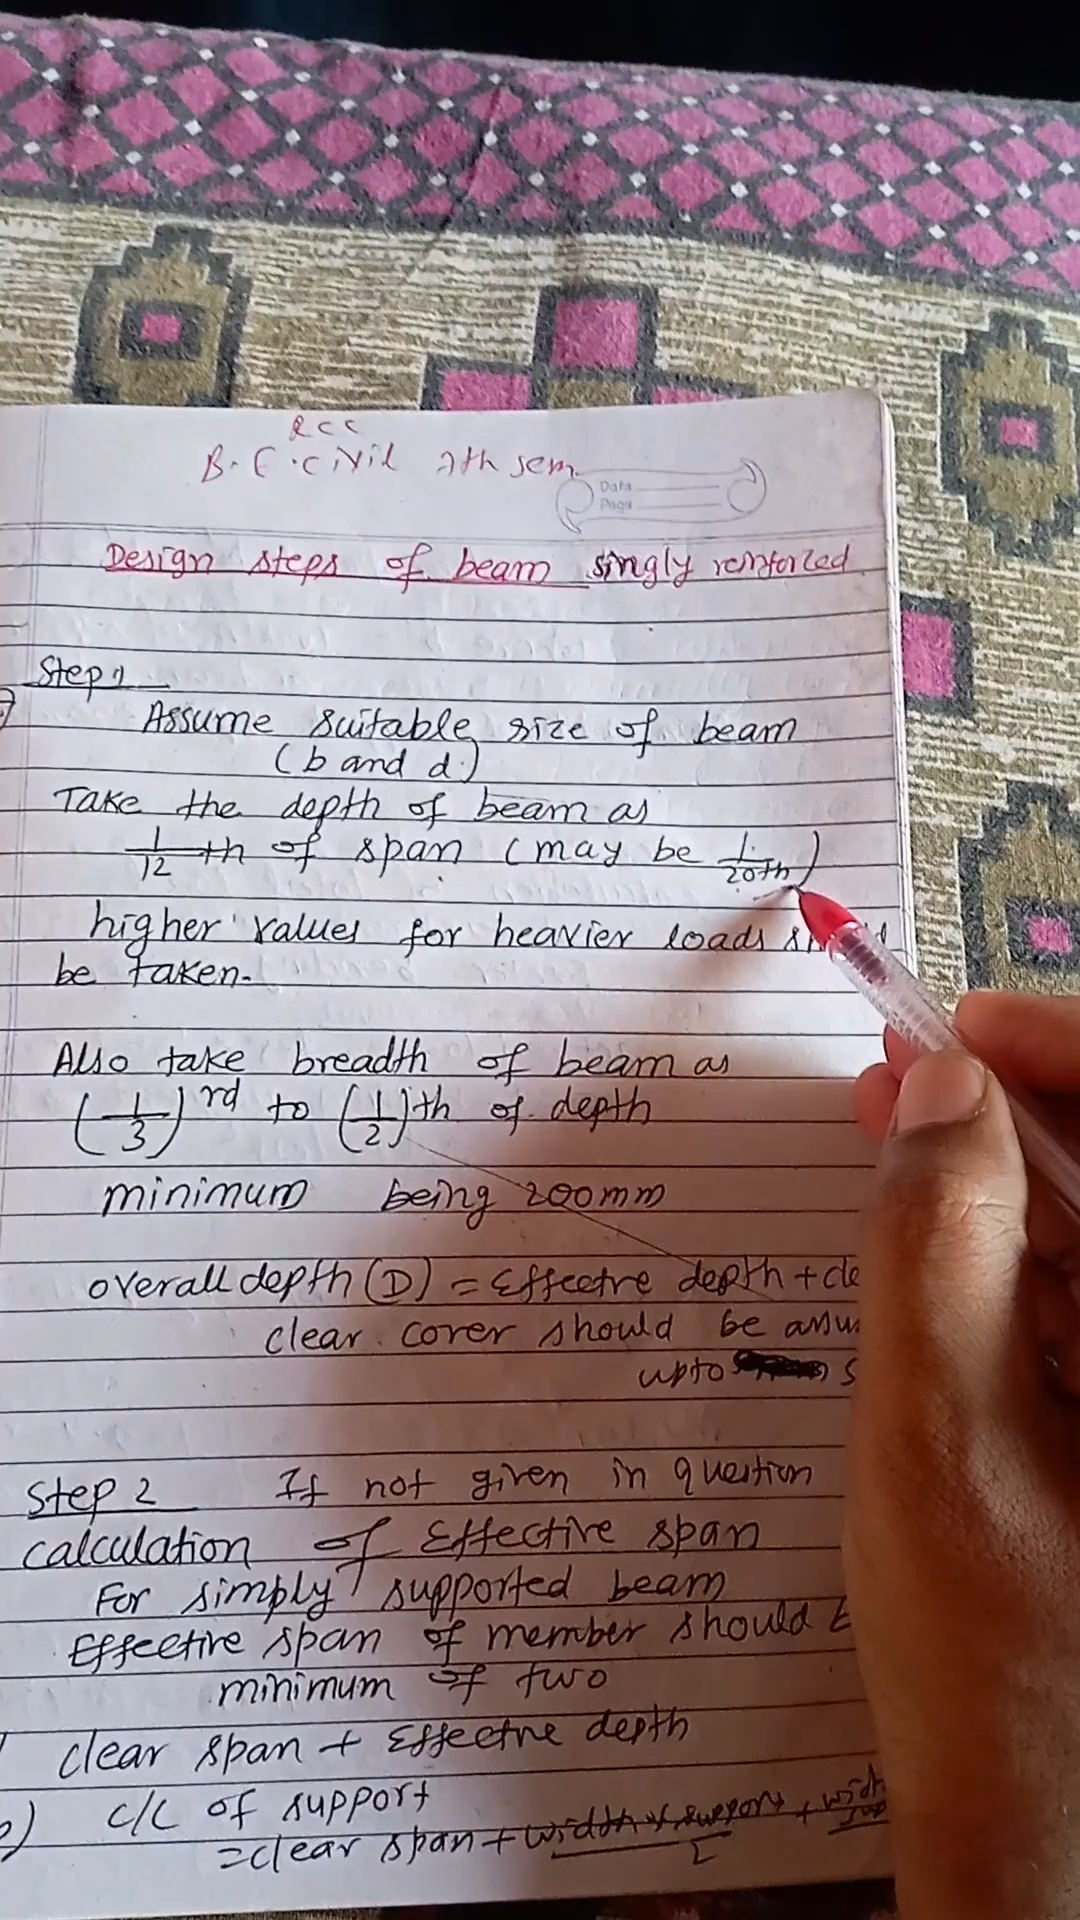 RCC
B.E. civil 7th sem.
Data
Page
Design steps of beam singly reinforced
Step 1
Assume suitable size of beam
(b and d)
Take the depth of beam as
1/12 th of span (may be 1/20th)
higher values for heavier loads
be taken.
Also take breadth of beam as
(1/3)rd to (1/2)th of depth
minimum being 200mm
overall depth (D) = Effective depth + cle
clear cover should be assu
upto
Step 2 If not given in question
calculation of Effective span
For simply supported beam
Effective span of member should b
minimum of two
clear span + Effective depth
b) c/c of support
= clear span + width of support/2 + widt